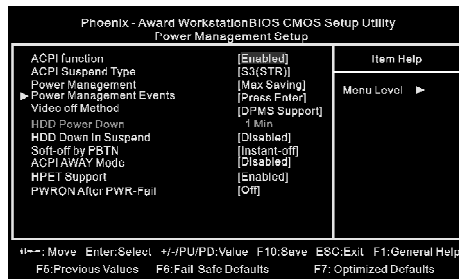 Phoenix - Award WorkstationBIOS CMOS Setup Utility
Power Management Setup
ACPI function [Enabled]
ACPI Suspend Type [S3(STR)]
Power Management [Max Saving]
► Power Management Events [Press Enter]
Video off Method [DPMS Support]
HDD Power Down 1 Min
HDD Down In Suspend [Disabled]
Soft-off by PBTN [Instant-off]
ACPI AWAY Mode [Disabled]
HPET Support [Enabled]
PWRON After PWR-Fail [Off]
Item Help
Menu Level ►
↑↓←→: Move Enter:Select +/-/PU/PD:Value F10:Save ESC:Exit F1:General Help
F5:Previous Values F6:Fail-Safe Defaults F7: Optimized Defaults